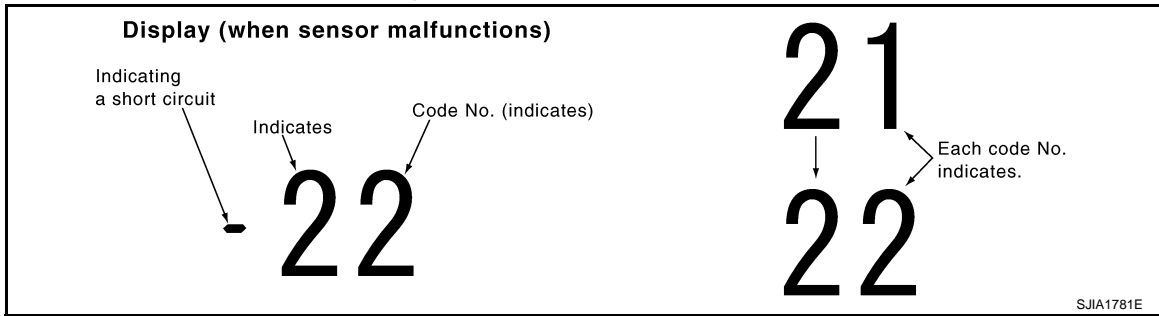 Display (when sensor malfunctions)
Indicating
a short circuit
Indicates
Code No. (indicates)
- 22
21
22
Each code No.
indicates.
SJIA1781E